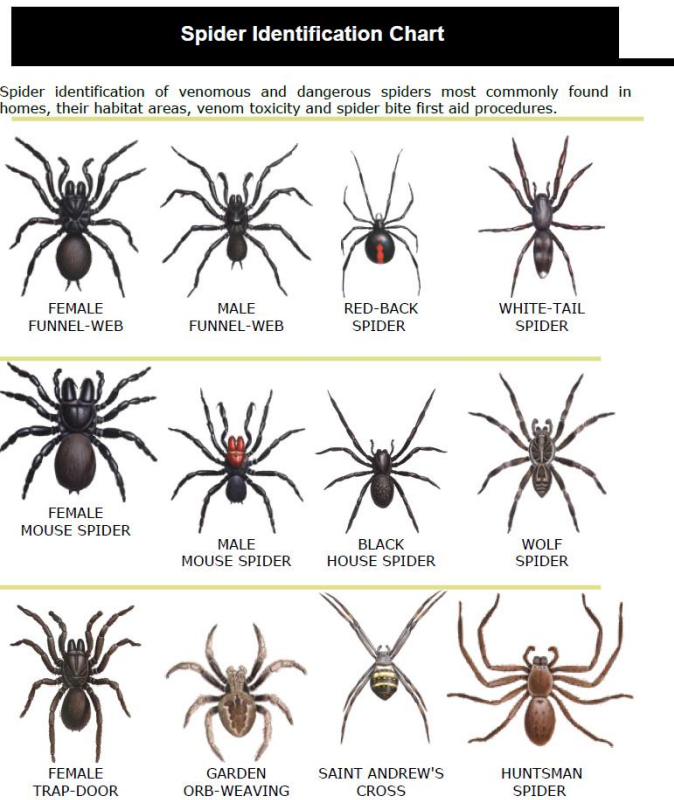 Spider Identification Chart
Spider identification of venomous and dangerous spiders most commonly found in
homes, their habitat areas, venom toxicity and spider bite first aid procedures.
FEMALE
FUNNEL-WEB
MALE
FUNNEL-WEB
RED-BACK
SPIDER
WHITE-TAIL
SPIDER
FEMALE
MOUSE SPIDER
MALE
MOUSE SPIDER
BLACK
HOUSE SPIDER
WOLF
SPIDER
FEMALE
TRAP-DOOR
GARDEN
ORB-WEAVING
SAINT ANDREW'S
CROSS
HUNTSMAN
SPIDER